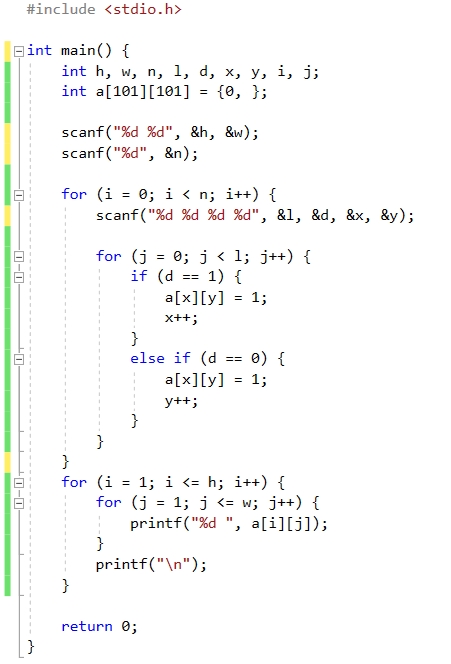 #include <stdio.h>
int main() {
int h, w, n, l, d, x, y, i, j;
int a[101][101] = {0, };
scanf("%d %d", &h, &w);
scanf("%d", &n);
for (i = 0; i < n; i++) {
scanf("%d %d %d %d", &l, &d, &x, &y);
for (j = 0; j < l; j++) {
if (d == 1) {
a[x][y] = 1;
x++;
}
else if (d == 0) {
a[x][y] = 1;
y++;
}
}
}
for (i = 1; i <= h; i++) {
for (j = 1; j <= w; j++) {
printf("%d ", a[i][j]);
}
printf("\n");
}
return 0;
}